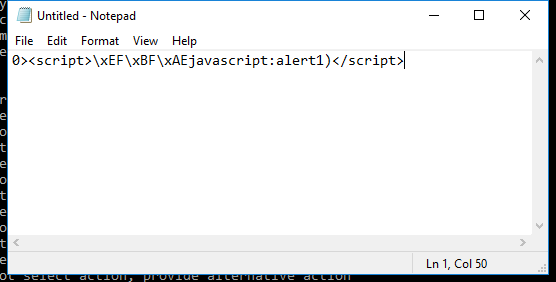 Untitled - Notepad
File Edit Format View Help
0><script>\xEF\xBF\xAEjavascript:alert1)</script>
Ln 1, Col 50
ot select action, provide alternative action